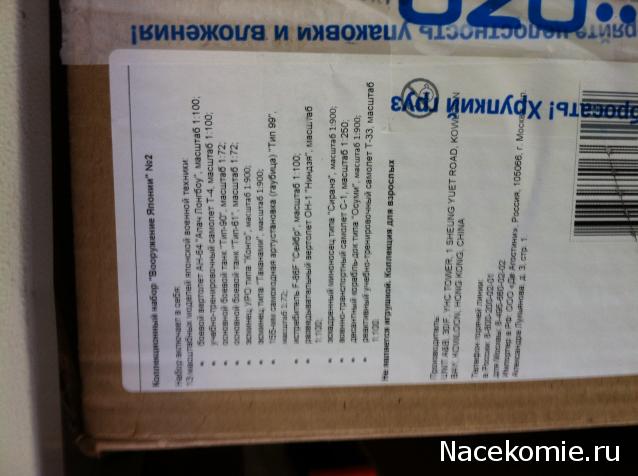 Коллекционный набор "Вооружение Японии" №2
Набор включает в себя:
13 масштабных моделей японской военной техники:
• боевой вертолет AH-64 "Апач Лонгбоу", масштаб 1:100;
• учебно-тренировочный самолет T-4, масштаб 1:100;
• основной боевой танк "Тип-90", масштаб 1:72;
• основной боевой танк "Тип-61", масштаб 1:72;
• эсминец УРО типа "Конго", масштаб 1:900;
• эсминец типа "Таканами", масштаб 1:900;
• 155-мм самоходная артустановка (гаубица) "Тип 99",
масштаб 1:72;
• истребитель F-86F "Сейбр", масштаб 1:100;
• разведывательный вертолет OH-1 "Ниндзя", масштаб
1:100;
• эскадренный миноносец типа "Сиранэ", масштаб 1:900;
• военно-транспортный самолет С-1, масштаб 1:250;
• десантный корабль-док типа "Осуми", масштаб 1:900;
• реактивный учебно-тренировочный самолет Т-33, масштаб
1:100
Не является игрушкой. Коллекция для взрослых
Производитель:
UNIT A&B, 3/F, YHC TOWER, 1 SHEUNG YUET ROAD, KOWLOON
BAY, KOWLOON, HONG KONG, CHINA
Телефон горячей линии:
в России: 8-800-200-02-01
для Москвы: 8-495-660-02-02
Импортер в РФ: ООО «Де Агостини», Россия, 105066, г. Москва,
Александра Лукьянова, д. 3, стр. 1
бросать! Хрупкий груз
целостность упаковки и вложения!
Nacekomie.ru